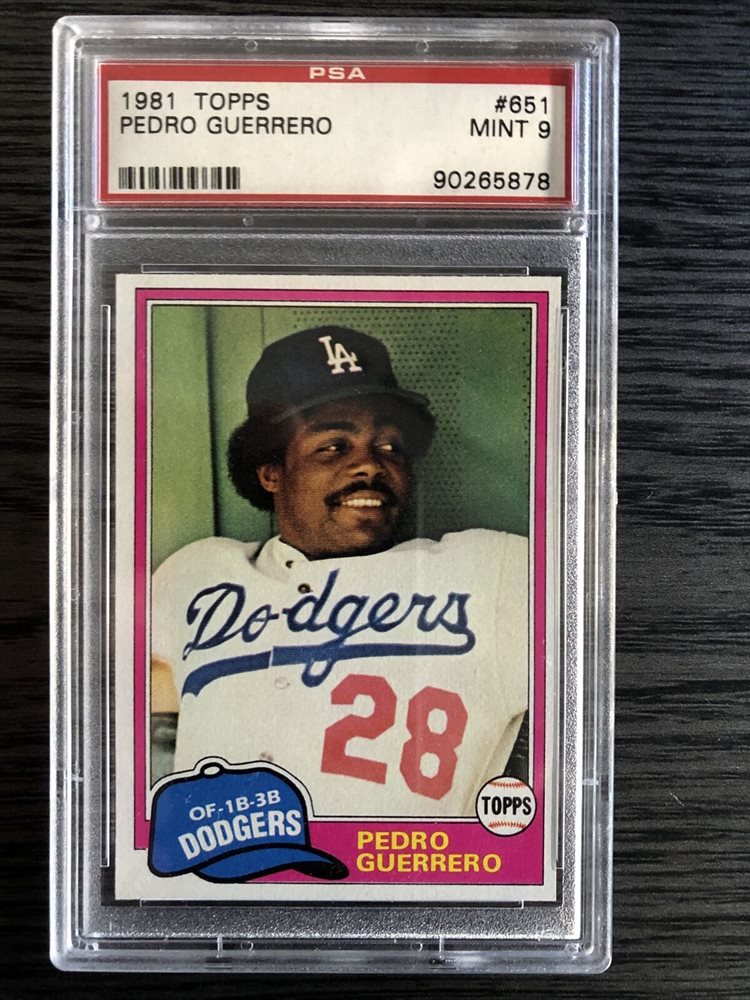 PSA
1981 TOPPS #651
PEDRO GUERRERO MINT 9
90265878
LA
Dodgers
28
OF-1B-3B
DODGERS
TOPPS
PEDRO
GUERRERO